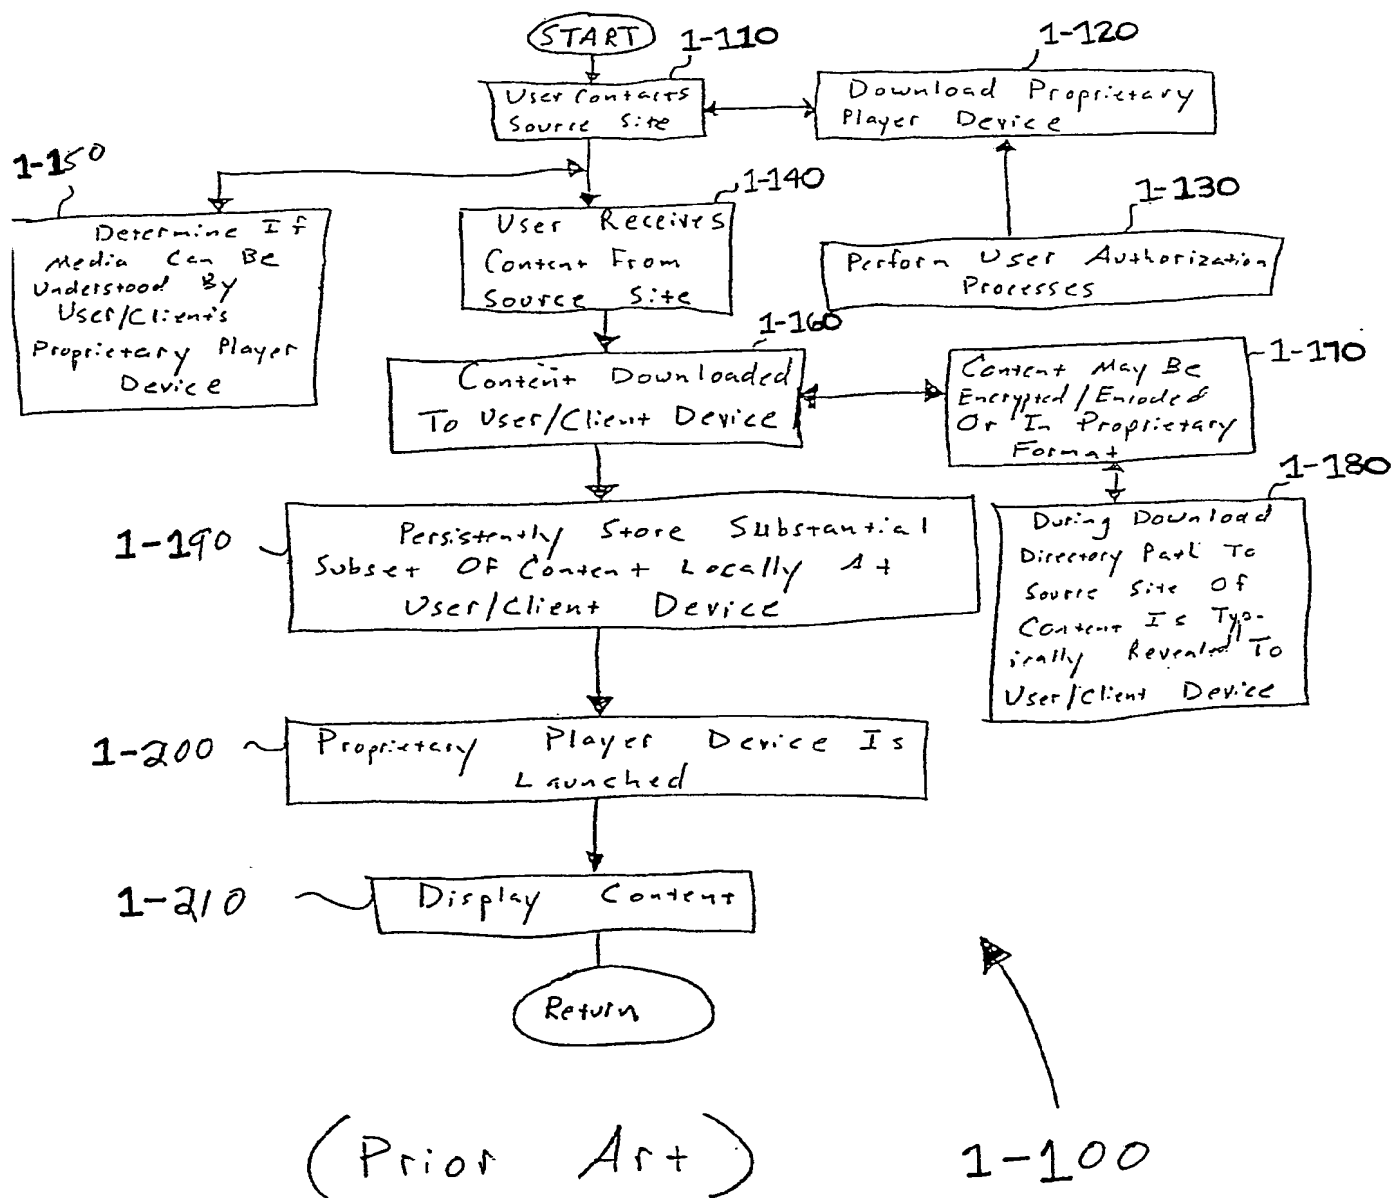 START
1-110
User Contacts
Source Site
1-120
Download Proprietary
Player Device
1-130
Perform User Authorization
Processes
1-150
Determine If
Media Can Be
Understood By
User/Client's
Proprietary Player
Device
1-140
User Receives
Content From
Source Site
1-160
Content Downloaded
To User/Client Device
1-170
Content May Be
Encrypted/Encoded
Or In Proprietary
Format
1-180
During Download
Directory Path To
Source Site Of
Content Is Typ-
ically Revealed To
User/Client Device
1-190
Persistently Store Substantial
Subset Of Content Locally At
User/Client Device
1-200
Proprietary Player Device Is
Launched
1-210
Display Content
Return
(Prior Art)
1-100